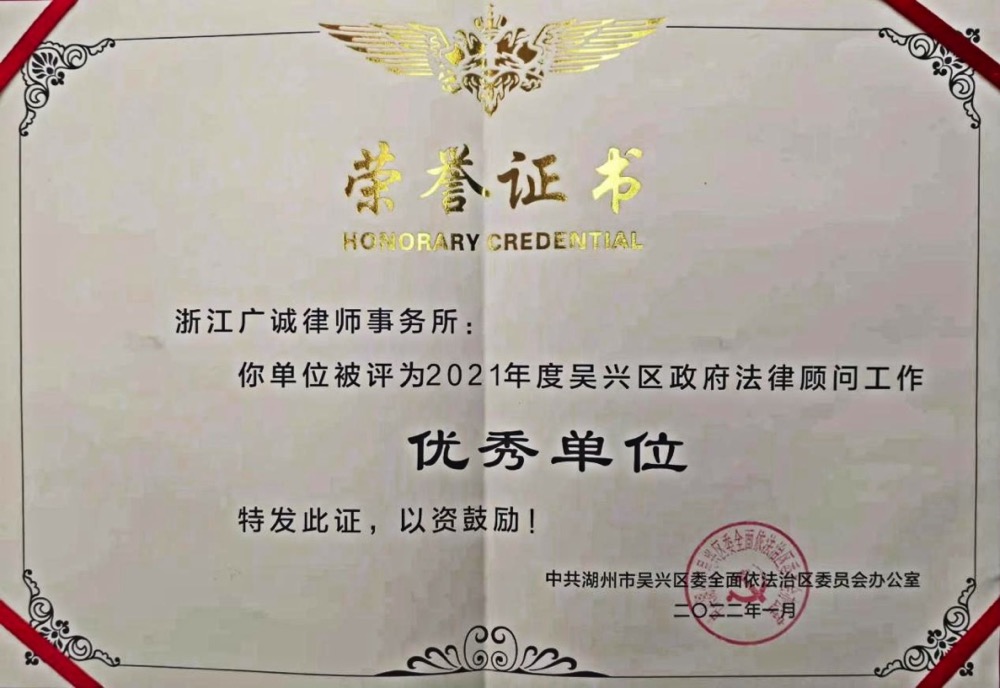 荣誉证书
HONORARY CREDENTIAL
浙江广诚律师事务所：
你单位被评为2021年度吴兴区政府法律顾问工作
优秀单位
特发此证，以资鼓励！
中共湖州市吴兴区委全面依法治区委员会办公室
二〇二二年一月